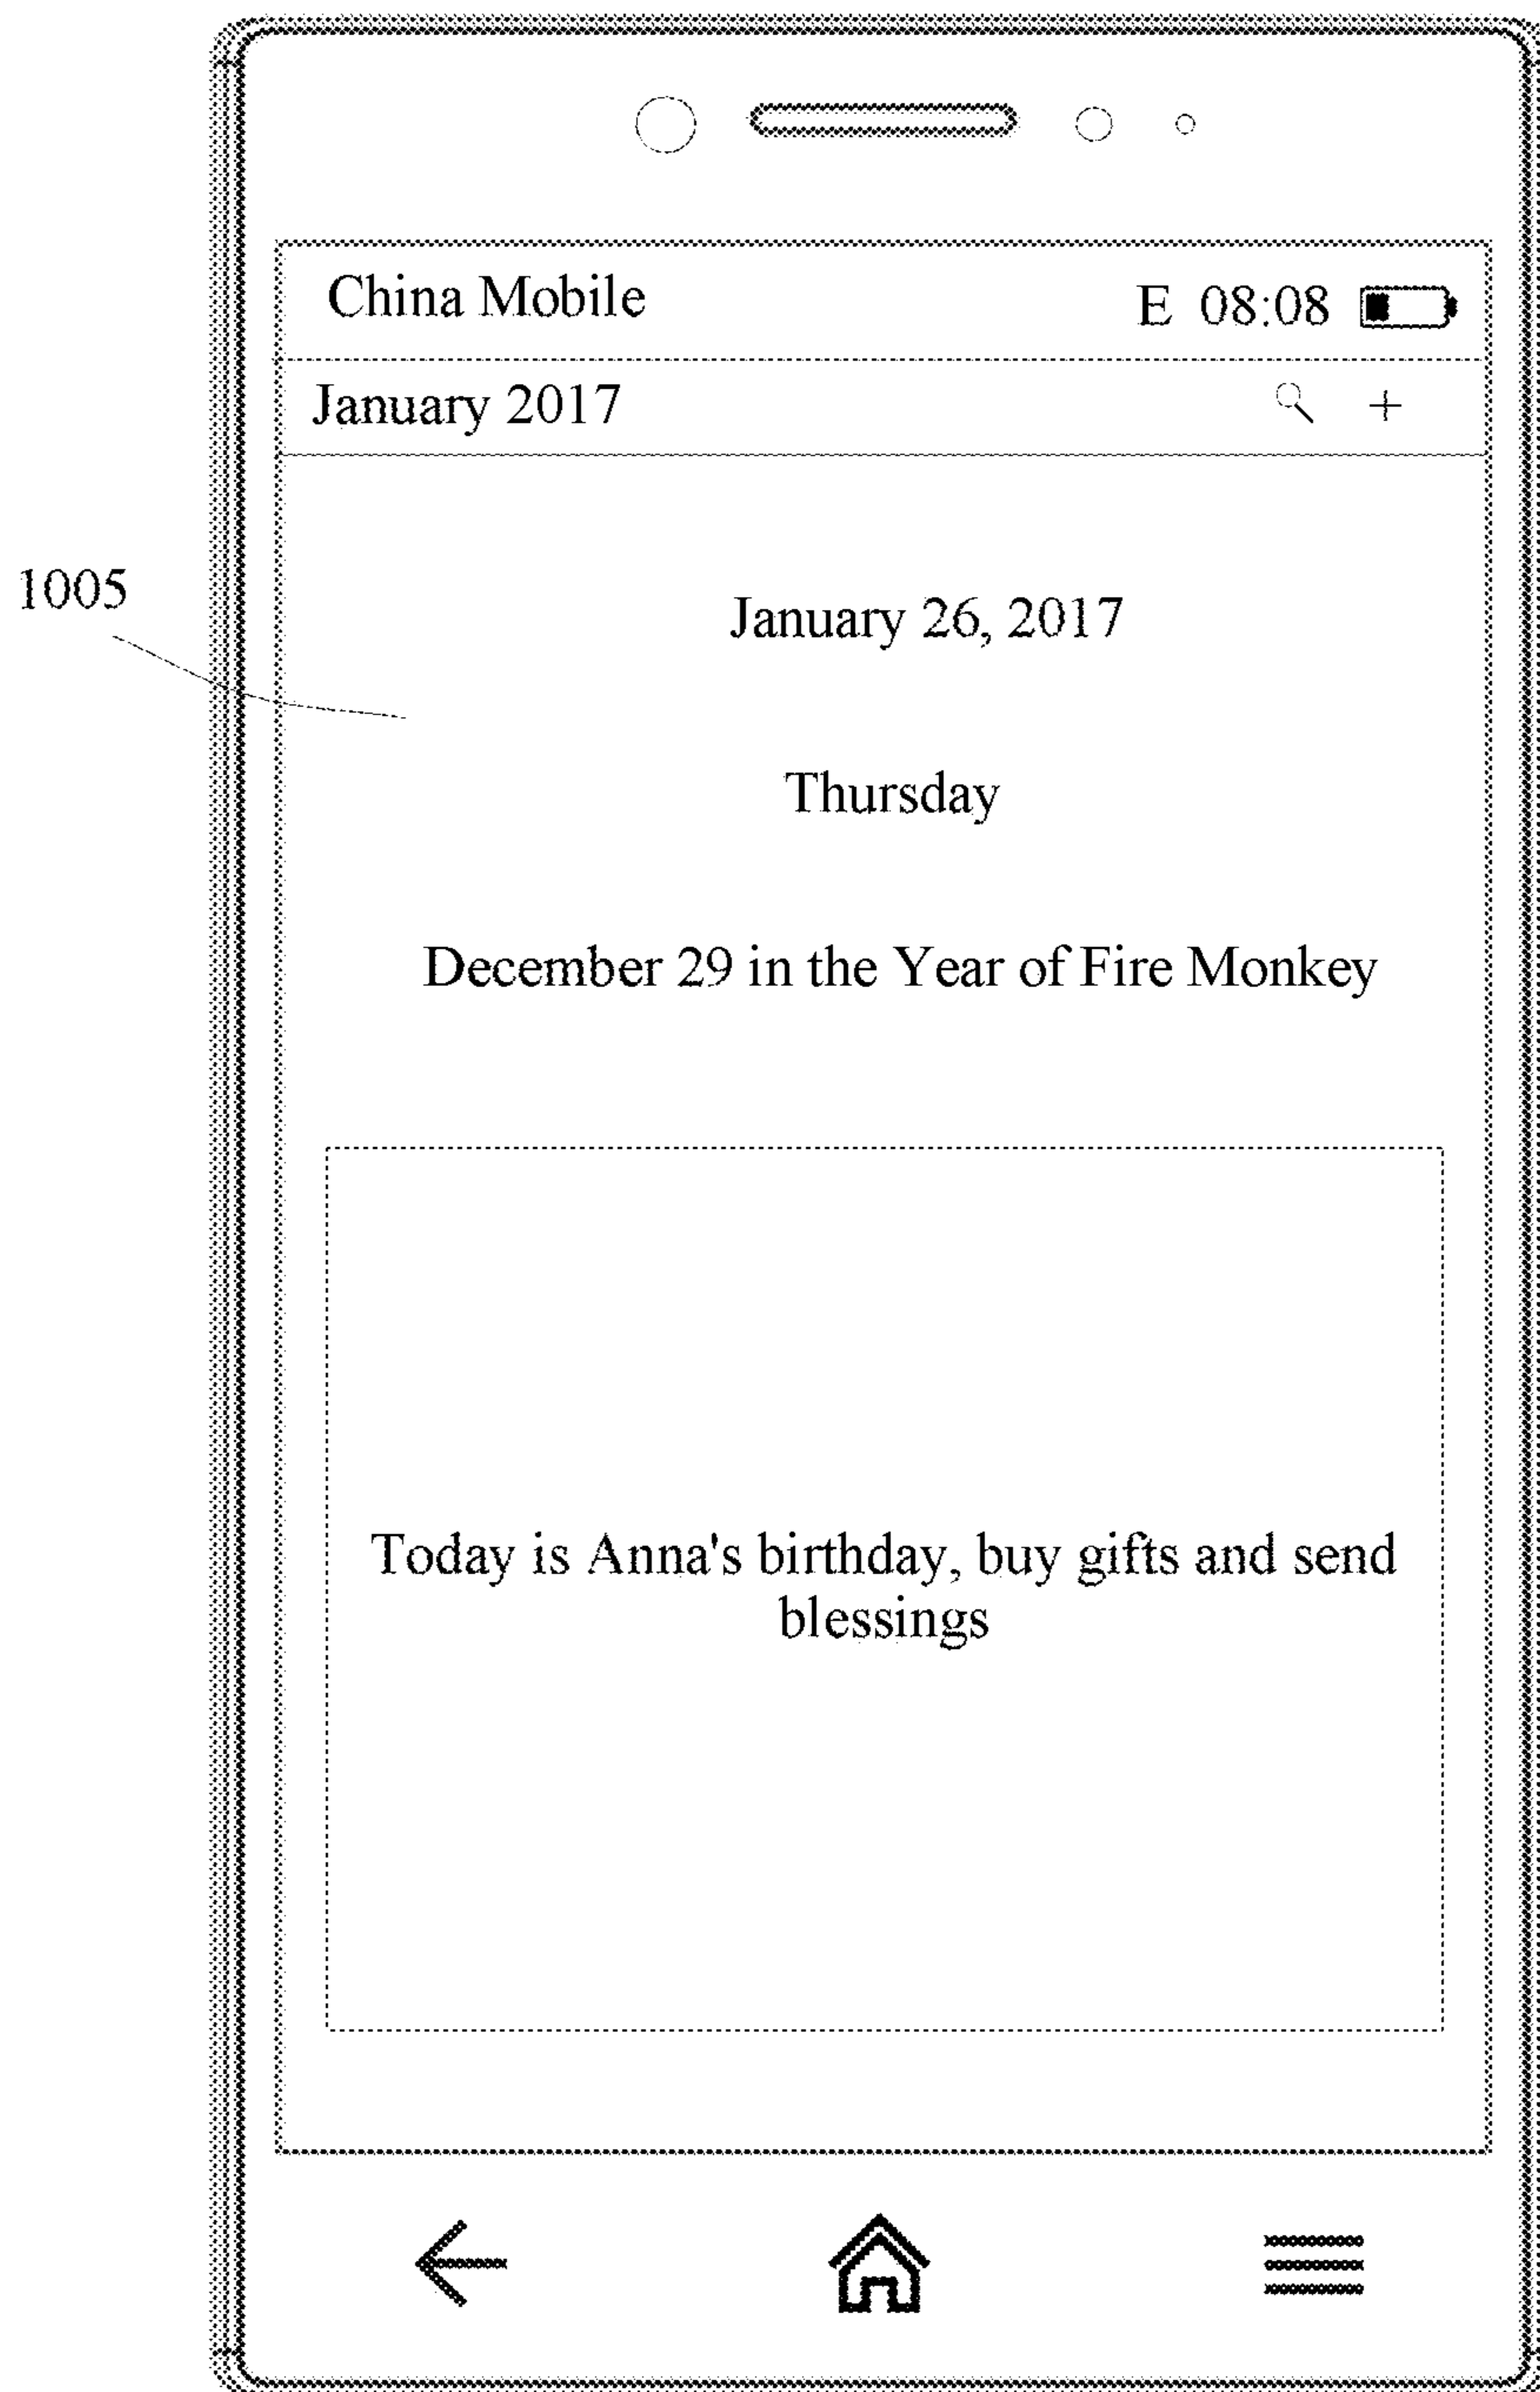 China Mobile E 08:08
January 2017
1005
January 26, 2017
Thursday
December 29 in the Year of Fire Monkey
Today is Anna's birthday, buy gifts and send
blessings